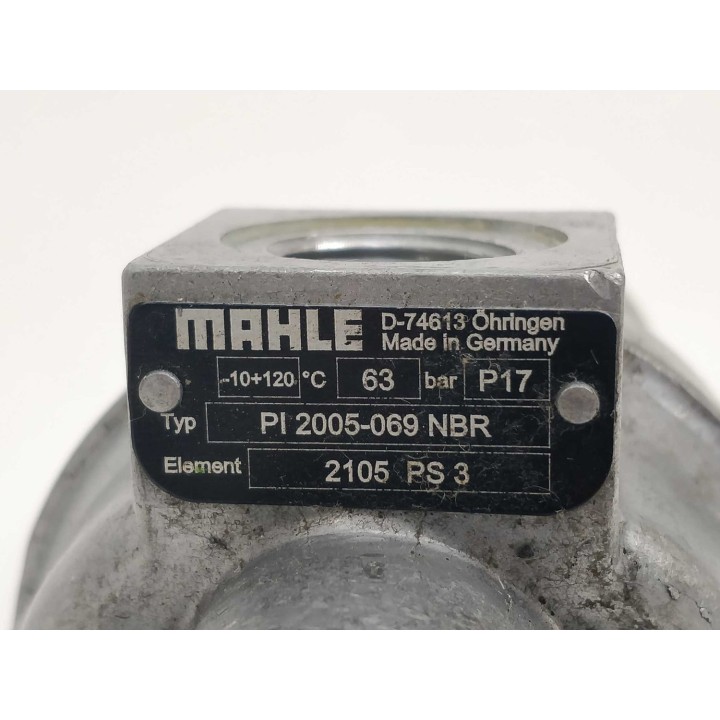 MAHLE D-74613 Öhringen
Made in Germany
-10+120 °C 63 bar P17
Typ PI 2005-069 NBR
Element 2105 PS 3